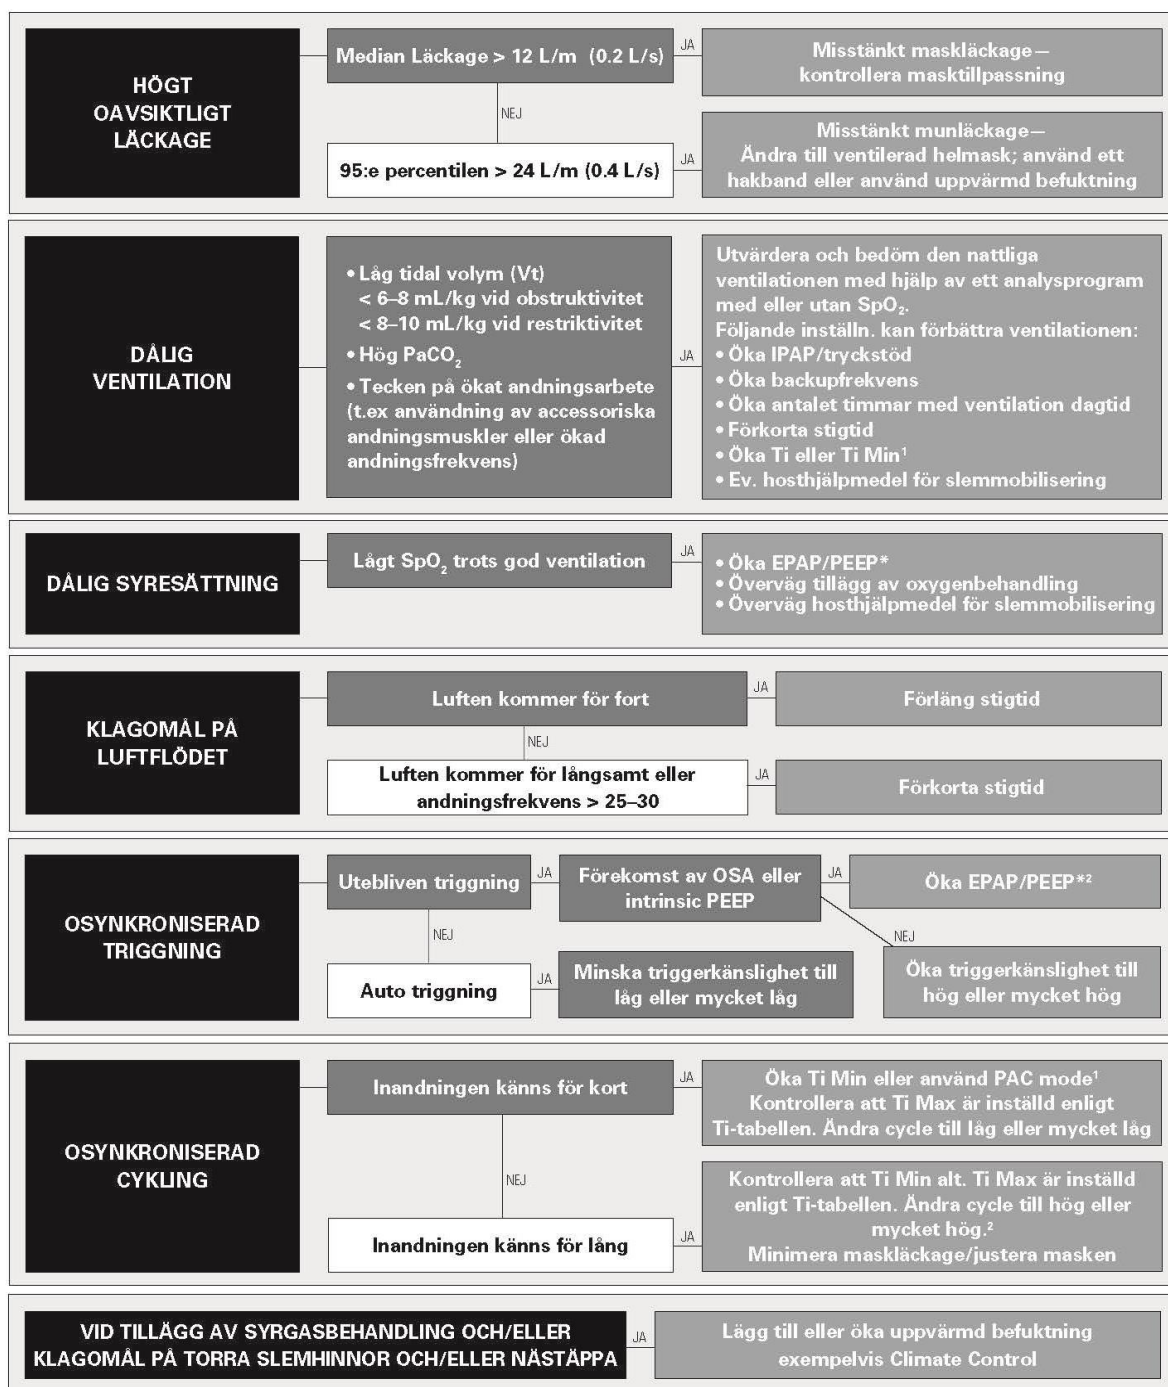 HÖGT
OAVSIKTLIGT
LÄCKAGE
Median Läckage > 12 L/m (0.2 L/s)
JA
Misstänkt maskläckage—
kontrollera masktillpassning
NEJ
95:e percentilen > 24 L/m (0.4 L/s)
JA
Misstänkt munläckage—
Ändra till ventilerad helmask; använd ett
hakband eller använd uppvärmd befuktning
DÅLIG
VENTILATION
• Låg tidal volym (Vt)
< 6–8 mL/kg vid obstruktivitet
< 8–10 mL/kg vid restriktivitet
• Hög PaCO₂
• Tecken på ökat andningsarbete
(t.ex användning av accessoriska
andningsmuskler eller ökad
andningsfrekvens)
JA
Utvärdera och bedöm den nattliga
ventilationen med hjälp av ett analysprogram
med eller utan SpO₂.
Följande inställn. kan förbättra ventilationen:
• Öka IPAP/tryckstöd
• Öka backupfrekvens
• Öka antalet timmar med ventilation dagtid
• Förkorta stigtid
• Öka Ti eller Ti Min¹
• Ev. hosthjälpmedel för slemmobilisering
DÅLIG SYRESÄTTNING
Lågt SpO₂ trots god ventilation
JA
• Öka EPAP/PEEP*
• Överväg tillägg av oxygenbehandling
• Överväg hosthjälpmedel för slemmobilisering
KLAGOMÅL PÅ
LUFTFLÖDET
Luften kommer för fort
JA
Förläng stigtid
NEJ
Luften kommer för långsamt eller
andningsfrekvens > 25–30
JA
Förkorta stigtid
OSYNKRONISERAD
TRIGGNING
Utebliven triggning
JA
Förekomst av OSA eller
intrinsic PEEP
JA
Öka EPAP/PEEP*²
NEJ
Öka triggerkänslighet till
hög eller mycket hög
NEJ
Auto triggning
JA
Minska triggerkänslighet till
låg eller mycket låg
OSYNKRONISERAD
CYKLING
Inandningen känns för kort
JA
Öka Ti Min eller använd PAC mode¹
Kontrollera att Ti Max är inställd enligt
Ti-tabellen. Ändra cycle till låg eller mycket låg
NEJ
Inandningen känns för lång
JA
Kontrollera att Ti Min alt. Ti Max är inställd
enligt Ti-tabellen. Ändra cycle till hög eller
mycket hög.²
Minimera maskläckage/justera masken
VID TILLÄGG AV SYRGASBEHANDLING OCH/ELLER
KLAGOMÅL PÅ TORRA SLEMHINNOR OCH/ELLER NÄSTÄPPA
JA
Lägg till eller öka uppvärmd befuktning
exempelvis Climate Control